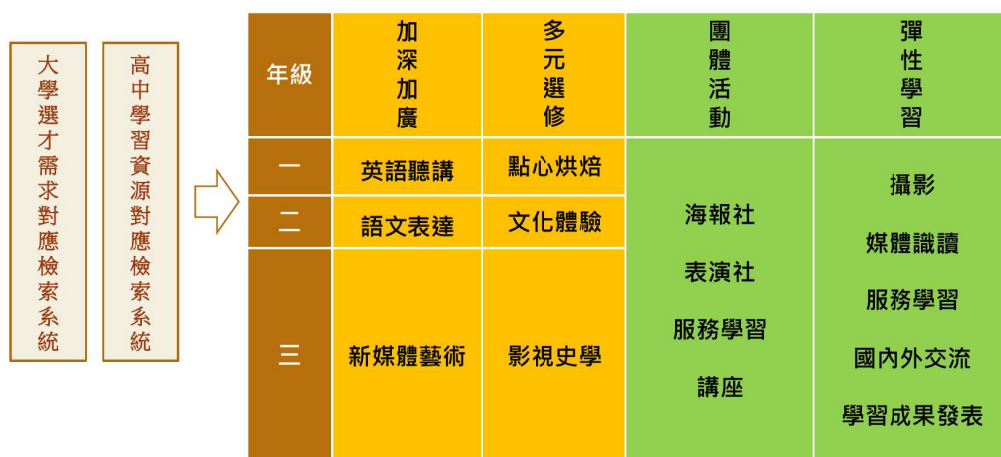 大學選才需求對應檢索系統
高中學習資源對應檢索系統
年級
加深加廣
多元選修
團體活動
彈性學習
一
英語聽講
點心烘焙
二
語文表達
文化體驗
三
新媒體藝術
影視史學
海報社
表演社
服務學習
講座
攝影
媒體識讀
服務學習
國內外交流
學習成果發表